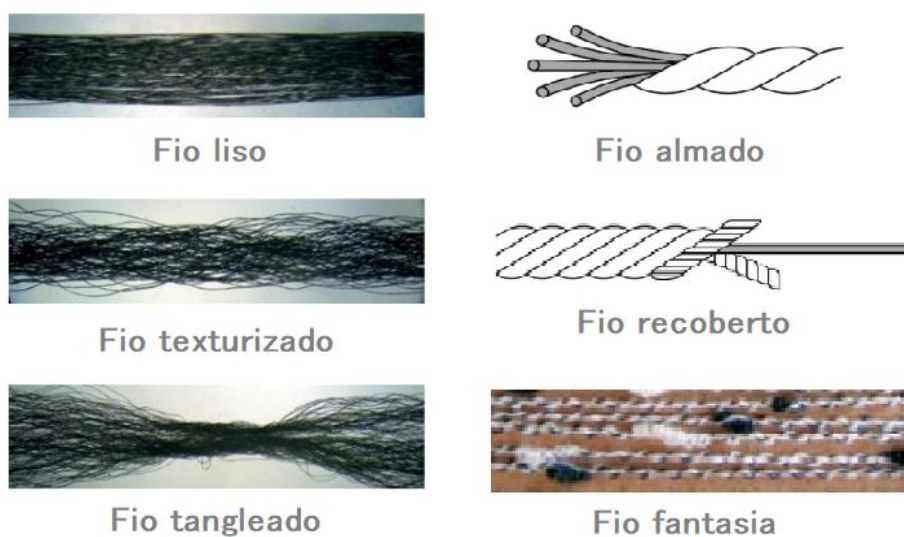 Fio liso
Fio almado
Fio texturizado
Fio recoberto
Fio tangleado
Fio fantasia